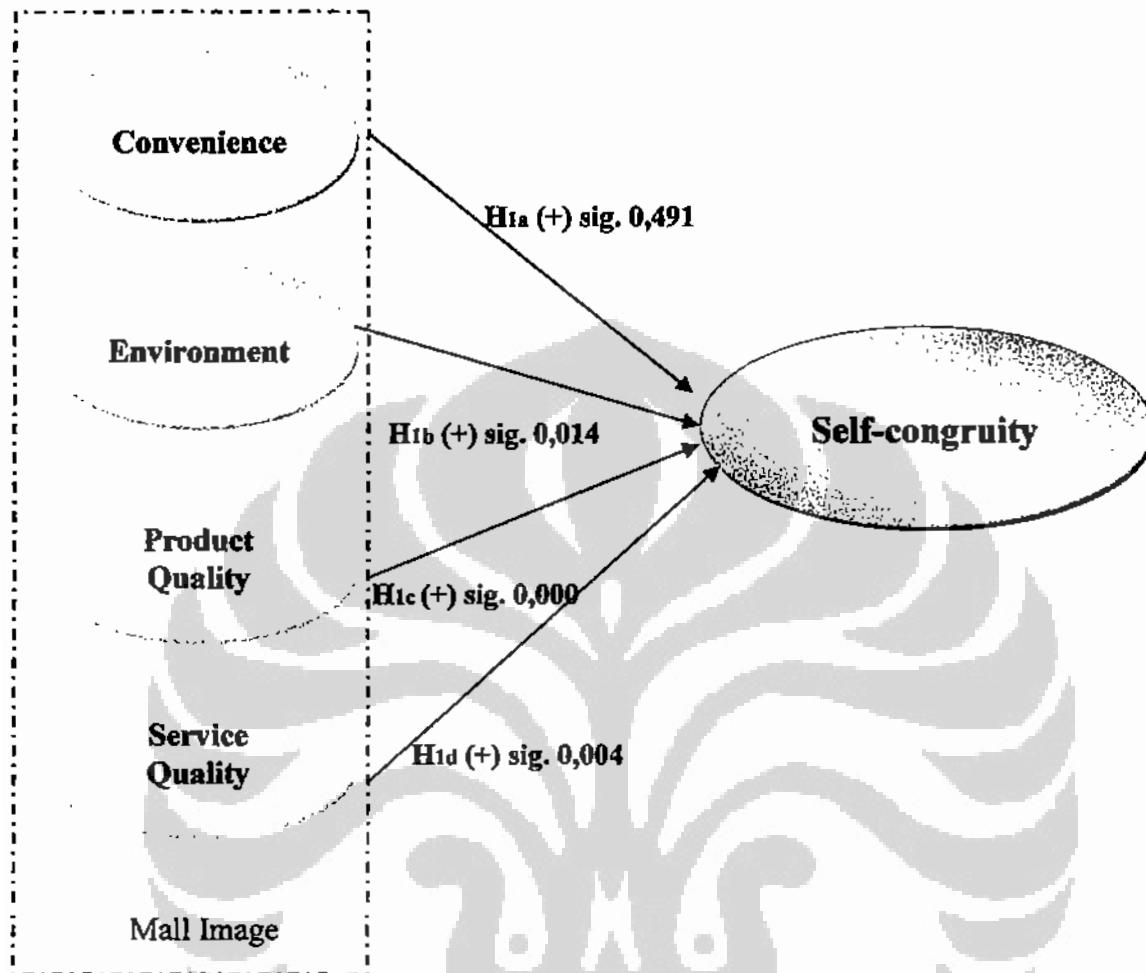 Convenience
H1a (+) sig. 0,491
Environment
H1b (+) sig. 0,014
Self-congruity
Product
Quality
H1c (+) sig. 0,000
Service
Quality
H1d (+) sig. 0,004
Mall Image